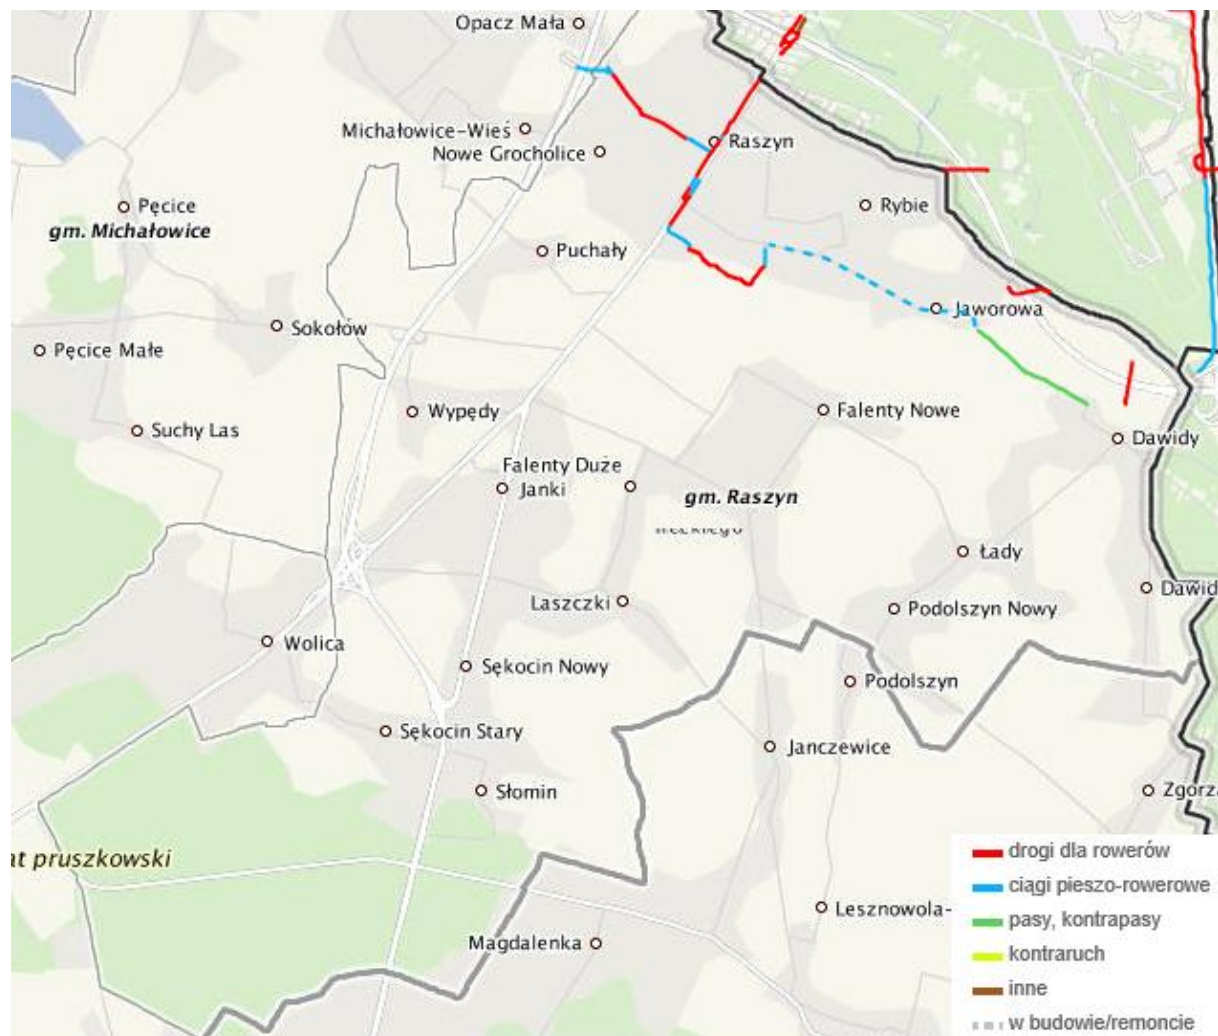 Opacz Mała
Michałowice-Wieś
Nowe Grocholice
Raszyn
Pęcice
gm. Michałowice
Rybie
Puchały
Jaworowa
Sokołów
Pęcice Małe
Wypędy
Falenty Nowe
Suchy Las
Dawidy
Falenty Duże
Janki
gm. Raszyn
Łady
Dawid
Laszczki
Podolszyn Nowy
Wolica
Sękocin Nowy
Podolszyn
Sękocin Stary
Janczewice
Słomin
Zgorza
at pruszkowski
drogi dla rowerów
ciągi pieszo-rowerowe
Lesznowola-
pasy, kontrapasy
Magdalenka
kontraruch
inne
w budowie/remoncie